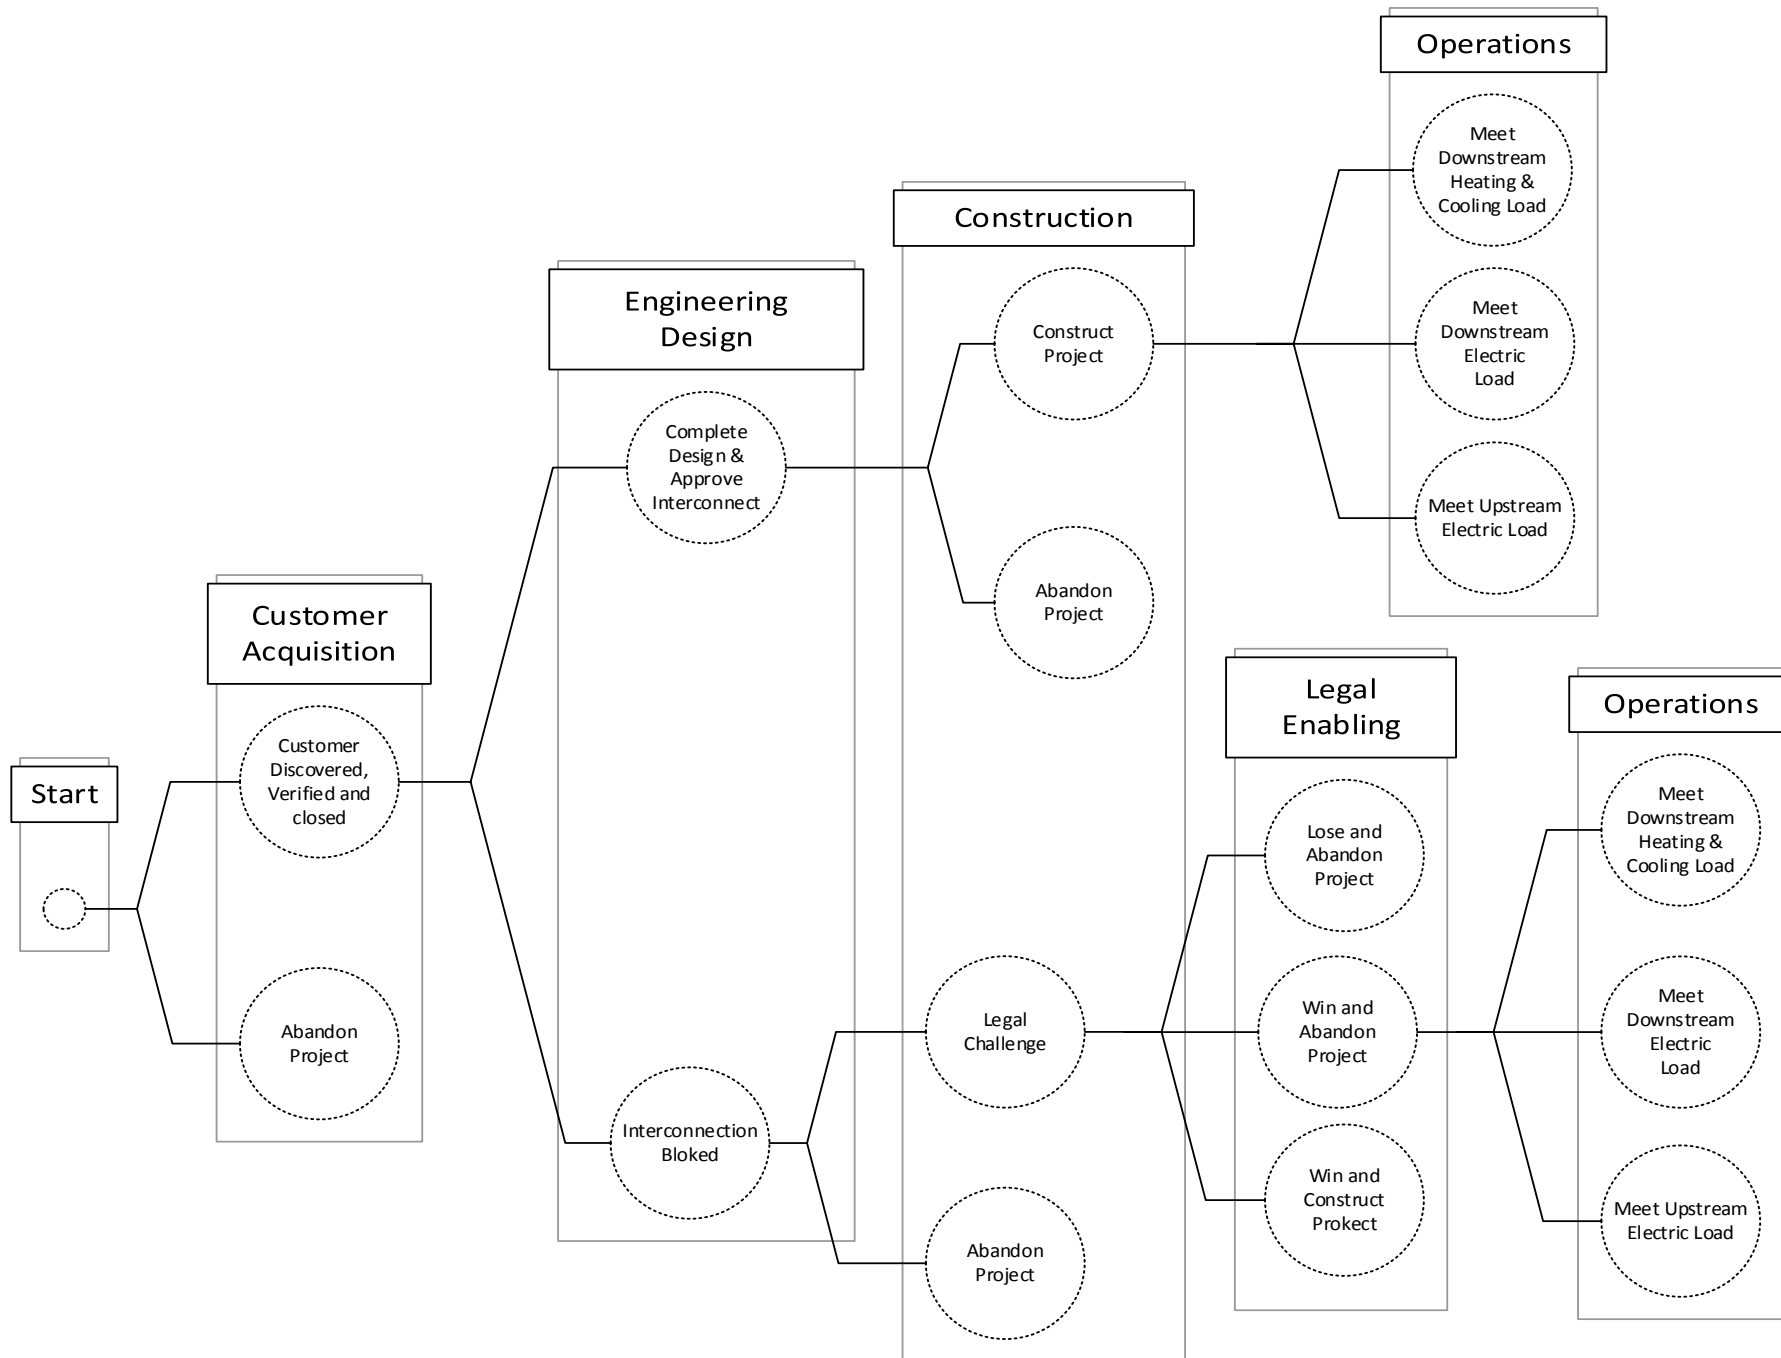 Start
Customer
Acquisition
Customer
Discovered,
Verified and
closed
Abandon
Project
Engineering
Design
Complete
Design &
Approve
Interconnect
Interconnection
Bloked
Construction
Construct
Project
Abandon
Project
Legal
Challenge
Abandon
Project
Operations
Meet
Downstream
Heating &
Cooling Load
Meet
Downstream
Electric
Load
Meet Upstream
Electric Load
Legal
Enabling
Lose and
Abandon
Project
Win and
Abandon
Project
Win and
Construct
Prokect
Operations
Meet
Downstream
Heating &
Cooling Load
Meet
Downstream
Electric
Load
Meet Upstream
Electric Load